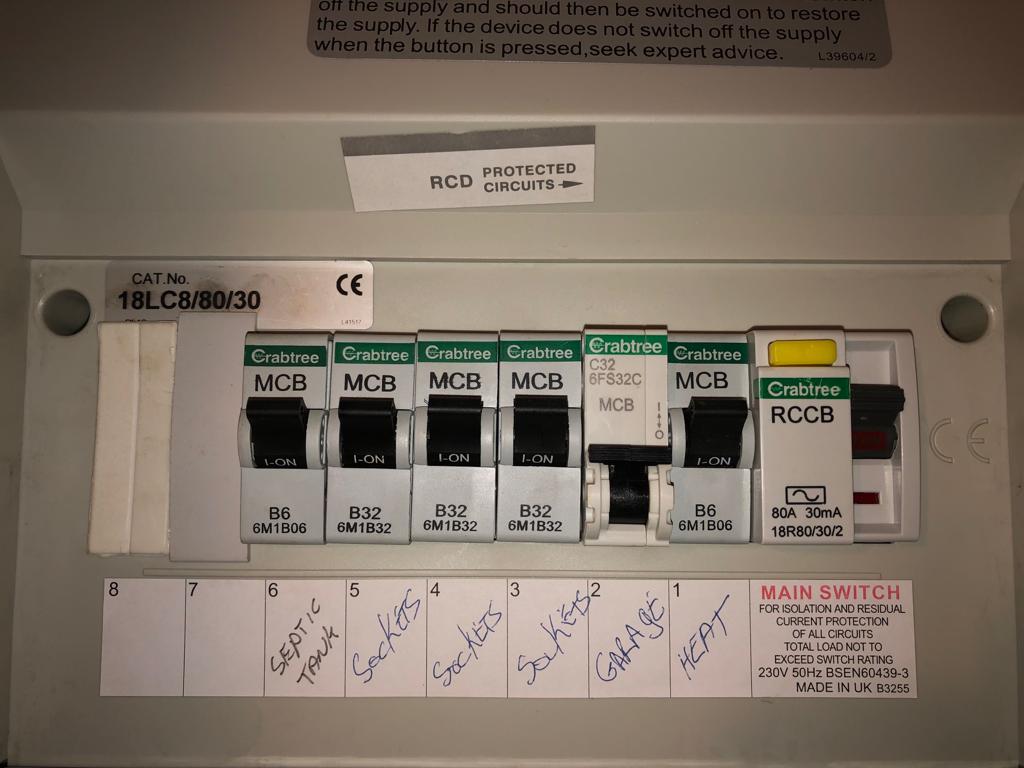 off the supply and should then be switched on to restore
the supply. If the device does not switch off the supply
when the button is pressed,seek expert advice.
L39604/2
RCD PROTECTED
CIRCUITS
CAT.No.
18LC8/80/30
CE
L41517
Crabtree
MCB
I-ON
B6
6M1B06
Crabtree
MCB
I-ON
B32
6M1B32
Crabtree
MCB
I-ON
B32
6M1B32
Crabtree
MCB
I-ON
B32
6M1B32
Crabtree
C32
6FS32C
MCB
I
O
Crabtree
MCB
I-ON
B6
6M1B06
Crabtree
RCCB
80A 30mA
18R80/30/2
CE
8
7
6
SEPTIC
TANK
5
SOCKETS
4
SOCKETS
3
SOCKETS
2
GARAGE
1
HEAT
MAIN SWITCH
FOR ISOLATION AND RESIDUAL
CURRENT PROTECTION
OF ALL CIRCUITS
TOTAL LOAD NOT TO
EXCEED SWITCH RATING
230V 50Hz BSEN60439-3
MADE IN UK B3255